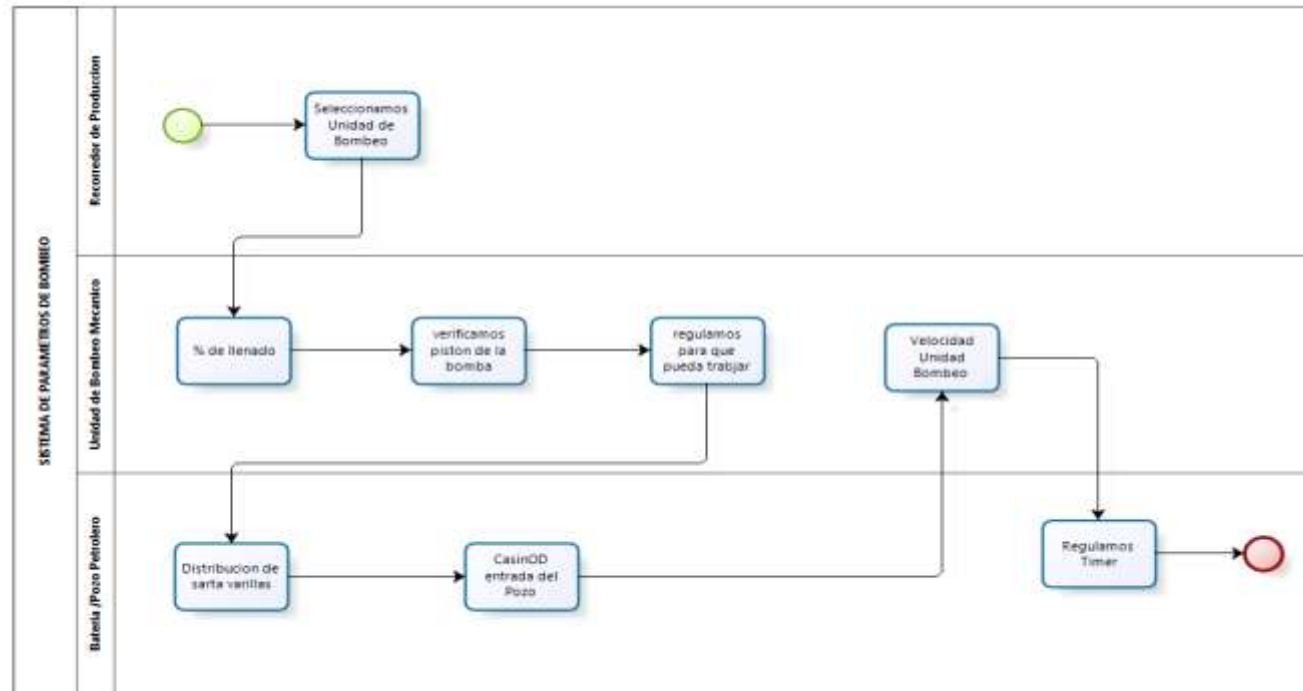 SISTEMA DE PARAMETROS DE BOMBEO
Recorredor de Produccion
Seleccionamos
Unidad de
Bombeo
Unidad de Bombeo Mecanico
% de llenado
verificamos
piston de la
bomba
regulamos
para que
pueda trabjar
Velocidad
Unidad
Bombeo
Bateria /Pozo Petrolero
Distribucion de
sarta varillas
CasinOD
entrada del
Pozo
Regulamos
Timer